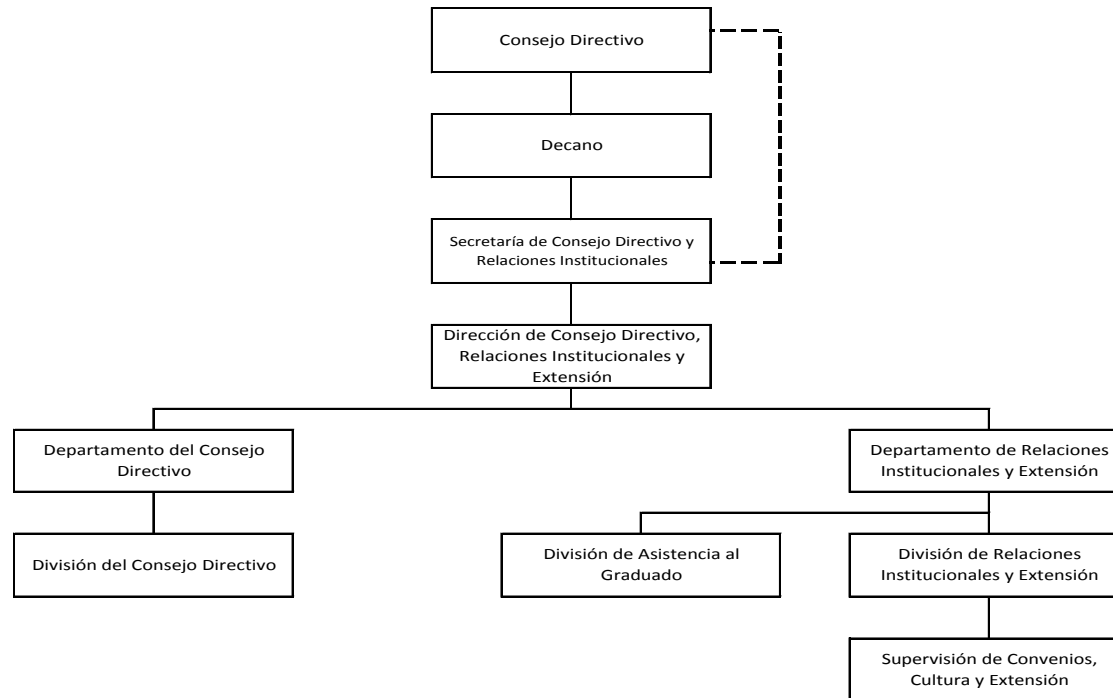 Consejo Directivo
Decano
Secretaría de Consejo Directivo y
Relaciones Institucionales
Dirección de Consejo Directivo,
Relaciones Institucionales y
Extensión
Departamento del Consejo
Directivo
Departamento de Relaciones
Institucionales y Extensión
División del Consejo Directivo
División de Asistencia al
Graduado
División de Relaciones
Institucionales y Extensión
Supervisión de Convenios,
Cultura y Extensión